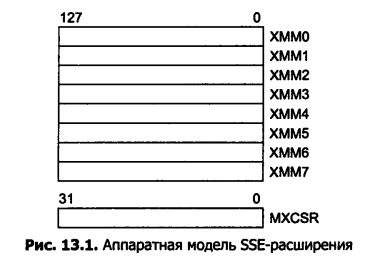 127 0
XMM0
XMM1
XMM2
XMM3
XMM4
XMM5
XMM6
XMM7
31 0
MXCSR
Рис. 13.1. Аппаратная модель SSE-расширения